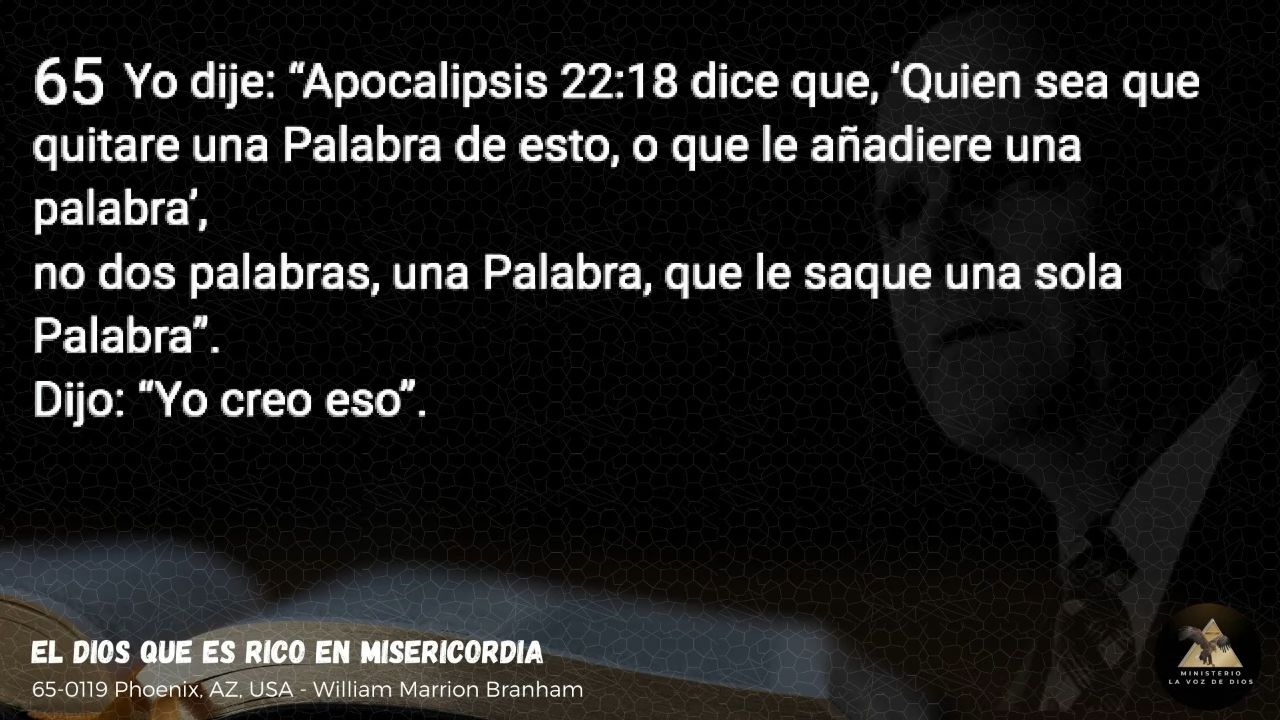 65 Yo dije: “Apocalipsis 22:18 dice que, ‘Quien sea que
quitare una Palabra de esto, o que le añadiere una
palabra’,
no dos palabras, una Palabra, que le saque una sola
Palabra”.
Dijo: “Yo creo eso”.
EL DIOS QUE ES RICO EN MISERICORDIA
65-0119 Phoenix, AZ, USA - William Marrion Branham
MINISTERIO
LA VOZ DE DIOS